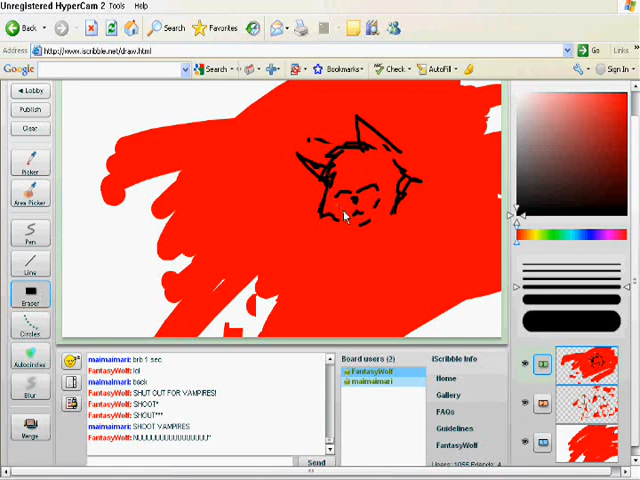 Unregistered HyperCam 2 Tools Help
Back Search Favorites
Address http://www.iscribble.net/draw.html Go Links
Google Search Bookmarks Check AutoFill Sign In
Lobby
Publish
Clear
Picker
Area Picker
Pen
Line
Eraser
Circles
Autocircles
Blur
Merge
maimaimari: brb 1 sec
FantasyWolf: lol
maimaimari: back
FantasyWolf: SHUT OUT FOR VAMPIRES!
FantasyWolf: SHOOT*
FantasyWolf: SHOUT***
maimaimari: SHOOT VAMPIRES
Send
Board users (2)
FantasyWolf
maimaimari
iScribble Info
Home
Gallery
FAQs
Guidelines
FantasyWolf